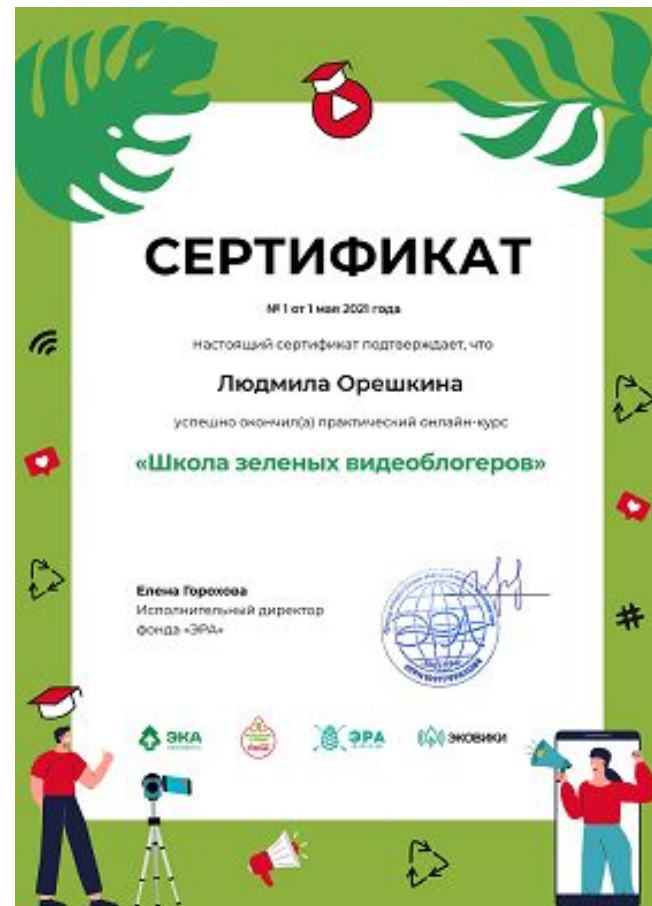 СЕРТИФИКАТ
№ 1 от 1 мая 2021 года
Настоящий сертификат подтверждает, что
Людмила Орешкина
успешно окончил(а) практический онлайн-курс
«Школа зеленых видеоблогеров»
Елена Горохова
Исполнительный директор
фонда «ЭРА»
ЭРА
ЭКА
ЭРА
ЭКОВИКИ
#